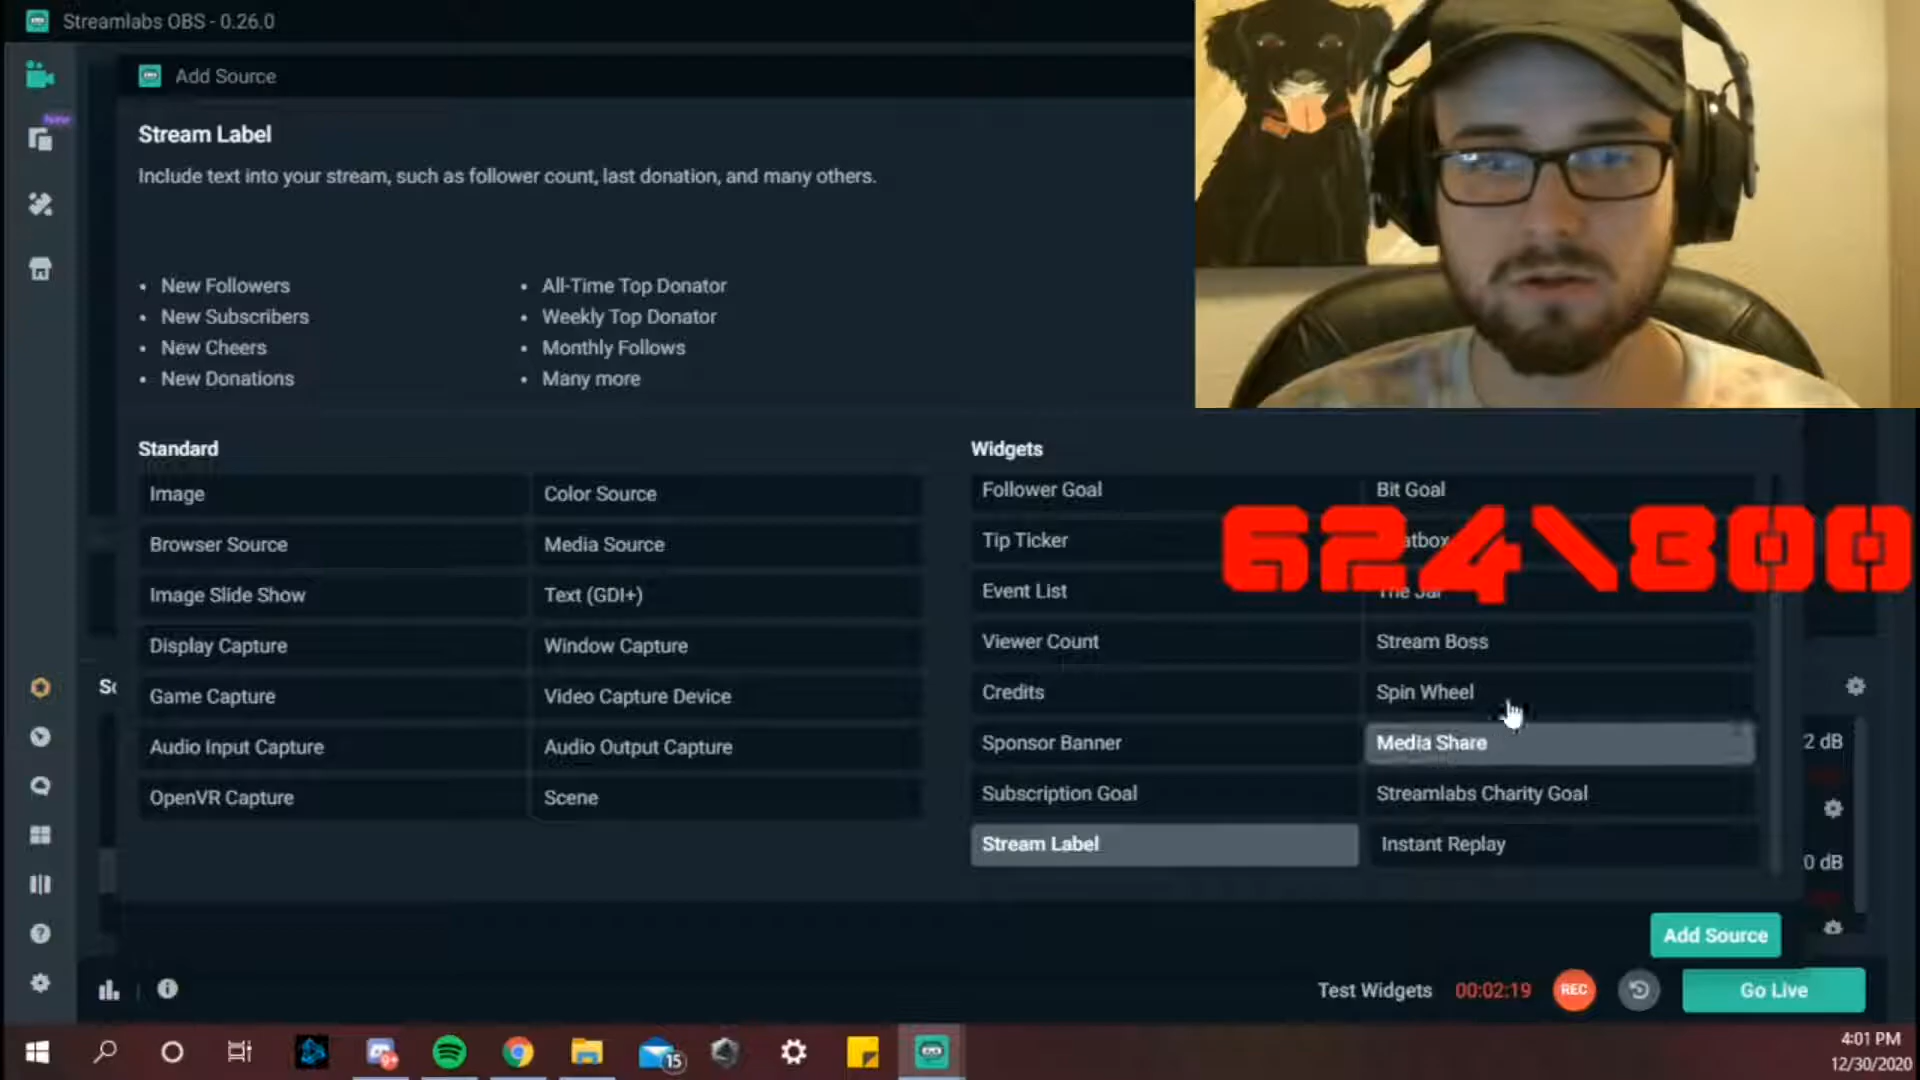 Streamlabs OBS - 0.26.0
Add Source
New
Stream Label
Include text into your stream, such as follower count, last donation, and many others.
• New Followers
• New Subscribers
• New Cheers
• New Donations
• All-Time Top Donator
• Weekly Top Donator
• Monthly Follows
• Many more
Standard
Image
Color Source
Browser Source
Media Source
Image Slide Show
Text (GDI+)
Display Capture
Window Capture
Game Capture
Video Capture Device
Audio Input Capture
Audio Output Capture
OpenVR Capture
Scene
Widgets
Follower Goal
Bit Goal
Tip Ticker
624\800
Event List
The Jar
Viewer Count
Stream Boss
Credits
Spin Wheel
Sponsor Banner
Media Share
Subscription Goal
Streamlabs Charity Goal
Stream Label
Instant Replay
2 dB
0 dB
Add Source
Test Widgets
00:02:19
REC
Go Live
9+
15
4:01 PM
12/30/2020